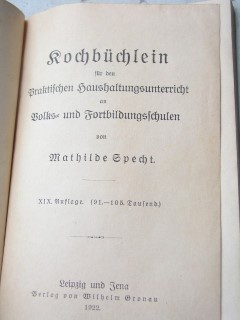 Kochbüchlein
für den
Praktischen Haushaltungsunterricht
an
Volks- und Fortbildungsschulen
von
Mathilde Specht.
XIX. Auflage. (91.—105. Tausend)
Leipzig und Jena
Verlag von Wilhelm Gronau
1922.